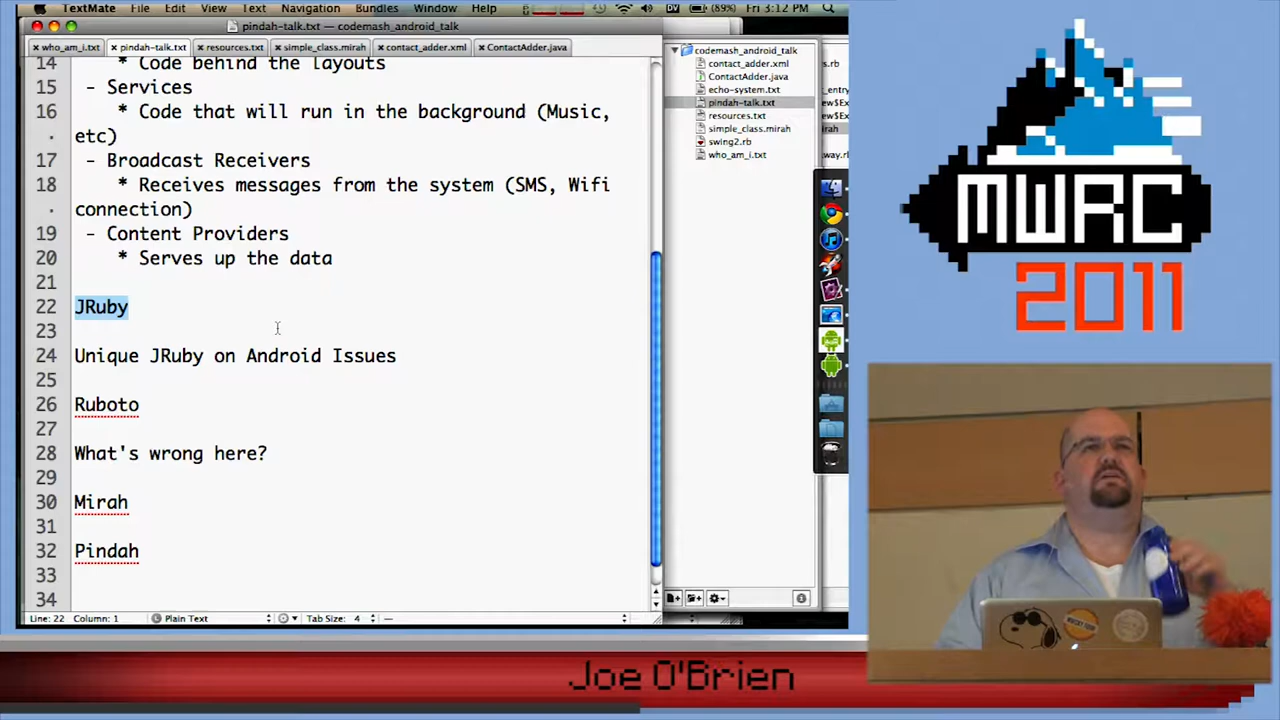 TextMate File Edit View Text Navigation Bundles Window Help (89%) Fri 3:12 PM
pindah-talk.txt — codemash_android_talk
who_am_i.txt pindah-talk.txt resources.txt simple_class.mirah contact_adder.xml ContactAdder.java
14 * Code behind the layouts
15 - Services
16 * Code that will run in the background (Music,
etc)
17 - Broadcast Receivers
18 * Receives messages from the system (SMS, Wifi
connection)
19 - Content Providers
20 * Serves up the data
21
22 JRuby
23
24 Unique JRuby on Android Issues
25
26 Ruboto
27
28 What's wrong here?
29
30 Mirah
31
32 Pindah
33
34
Line: 22 Column: 1 Plain Text Tab Size: 4 —
codemash_android_talk
contact_adder.xml
ContactAdder.java
echo-system.txt
pindah-talk.txt
resources.txt
simple_class.mirah
swing2.rb
who_am_i.txt
MWRC
2011
Joe O'Brien